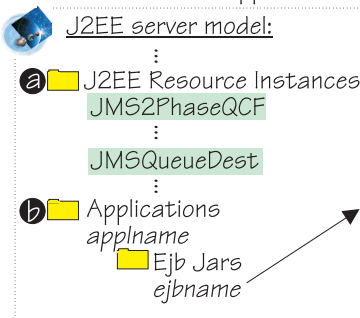 J2EE server model:
a J2EE Resource Instances
JMS2PhaseQCF
JMSQueueDest
b Applications
applname
Ejb Jars
ejbname